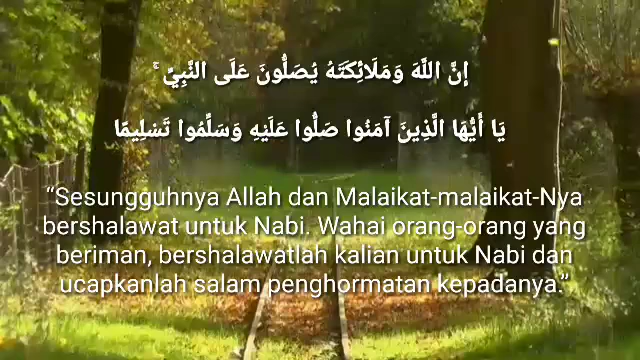 إِنَّ اللَّهَ وَمَلَائِكَتَهُ يُصَلُّونَ عَلَى النَّبِيِّ ۚ
يَا أَيُّهَا الَّذِينَ آمَنُوا صَلُّوا عَلَيْهِ وَسَلِّمُوا تَسْلِيمًا
“Sesungguhnya Allah dan Malaikat-malaikat-Nya
bershalawat untuk Nabi. Wahai orang-orang yang
beriman, bershalawatlah kalian untuk Nabi dan
ucapkanlah salam penghormatan kepadanya.”